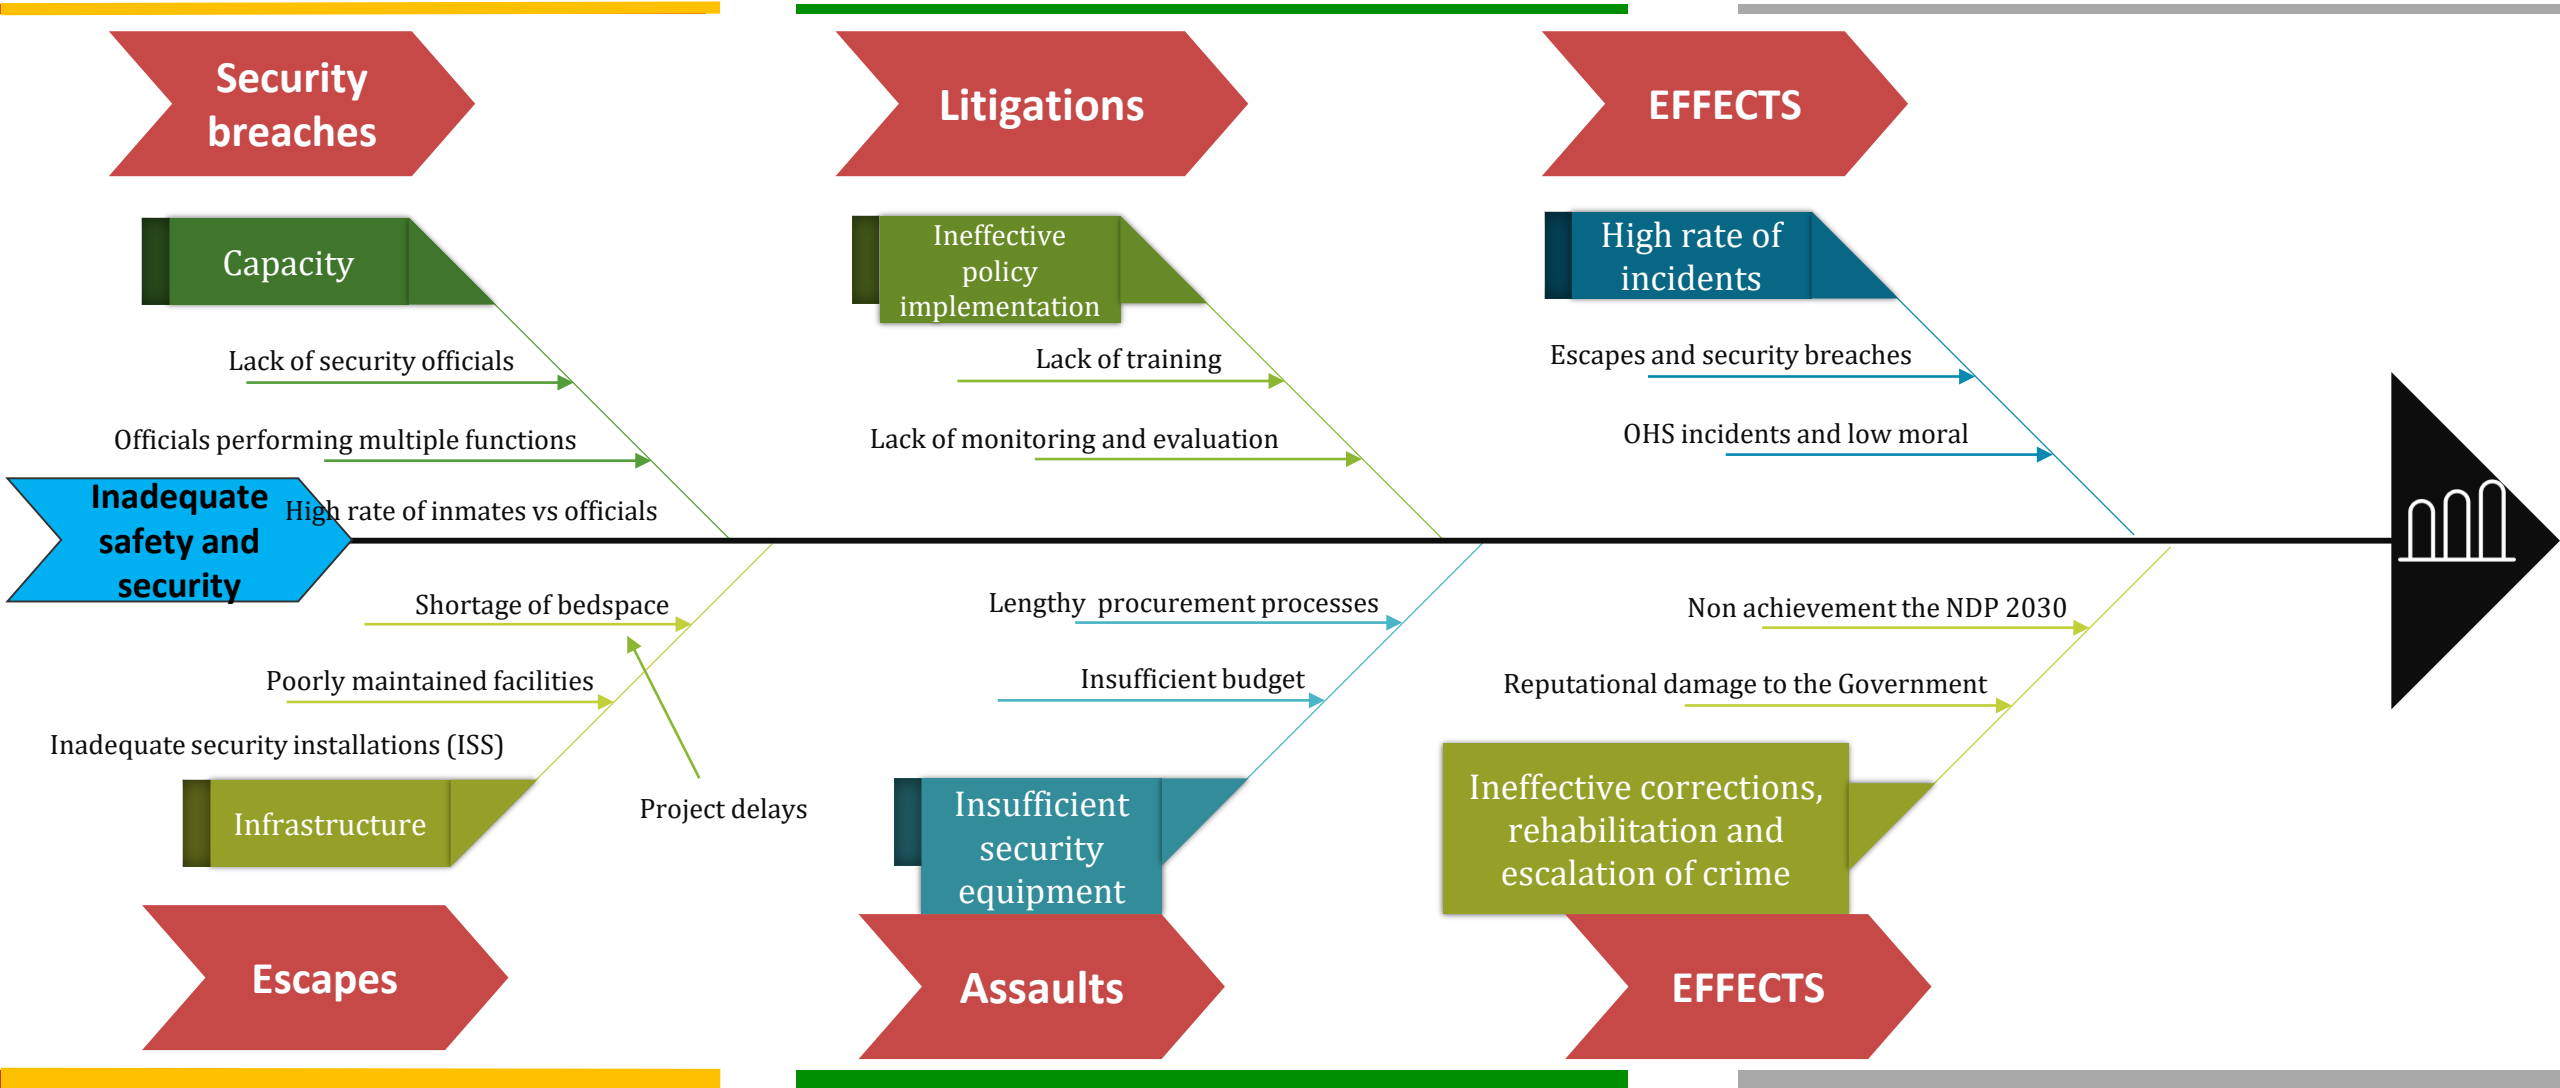 Security
breaches
Litigations
EFFECTS
Capacity
Ineffective
policy
implementation
High rate of
incidents
Lack of security officials
Lack of training
Escapes and security breaches
Officials performing multiple functions
Lack of monitoring and evaluation
OHS incidents and low moral
Inadequate
safety and
security
High rate of inmates vs officials
Shortage of bedspace
Lengthy  procurement processes
Non achievement the NDP 2030
Poorly maintained facilities
Insufficient budget
Reputational damage to the Government
Inadequate security installations (ISS)
Project delays
Infrastructure
Insufficient
security
equipment
Ineffective corrections,
rehabilitation and
escalation of crime
Escapes
Assaults
EFFECTS